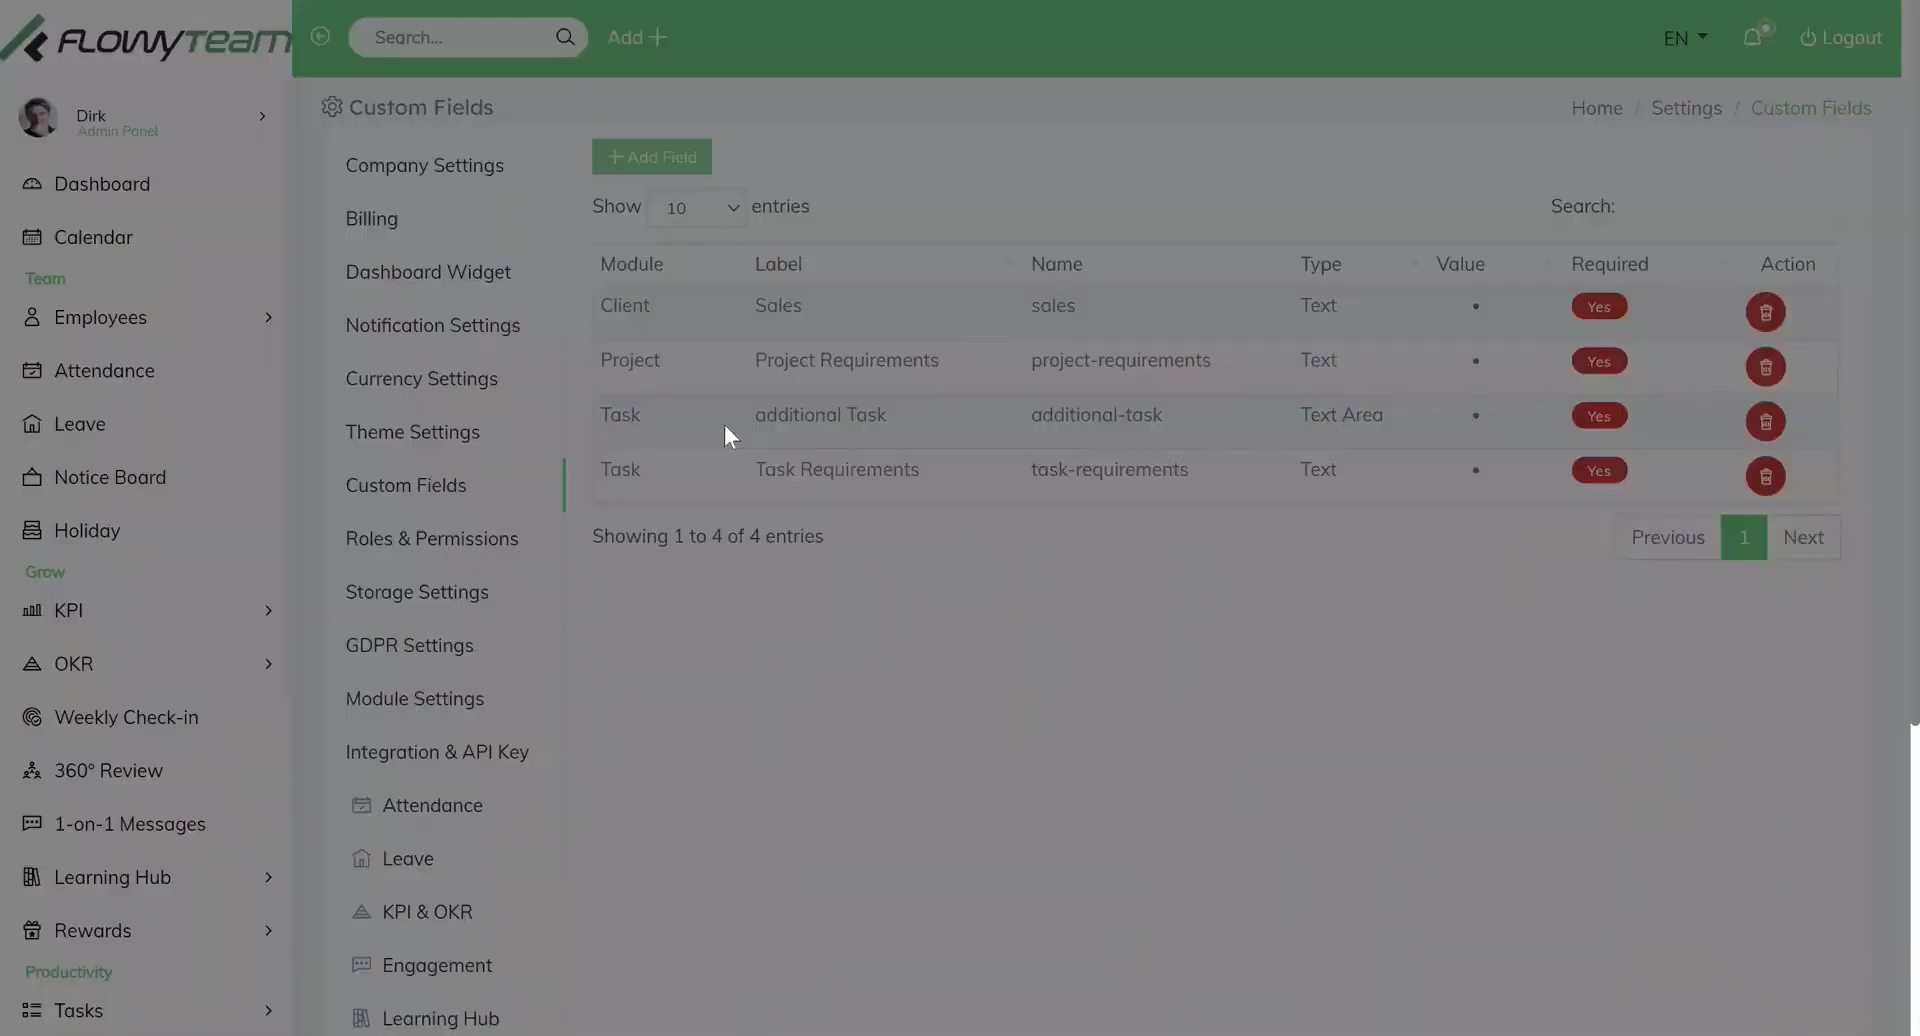 FLOWYTEAM
Search...
Add
EN
Logout
Dirk
Admin Panel
Dashboard
Calendar
Team
Employees
Attendance
Leave
Notice Board
Holiday
Grow
KPI
OKR
Weekly Check-in
360° Review
1-on-1 Messages
Learning Hub
Rewards
Productivity
Tasks
Custom Fields
Home / Settings / Custom Fields
Company Settings
Billing
Dashboard Widget
Notification Settings
Currency Settings
Theme Settings
Custom Fields
Roles & Permissions
Storage Settings
GDPR Settings
Module Settings
Integration & API Key
Attendance
Leave
KPI & OKR
Engagement
Learning Hub
+ Add Field
Show 10 entries
Search:
Module Label Name Type Value Required Action
Client Sales sales Text • Yes
Project Project Requirements project-requirements Text • Yes
Task additional Task additional-task Text Area • Yes
Task Task Requirements task-requirements Text • Yes
Showing 1 to 4 of 4 entries
Previous 1 Next